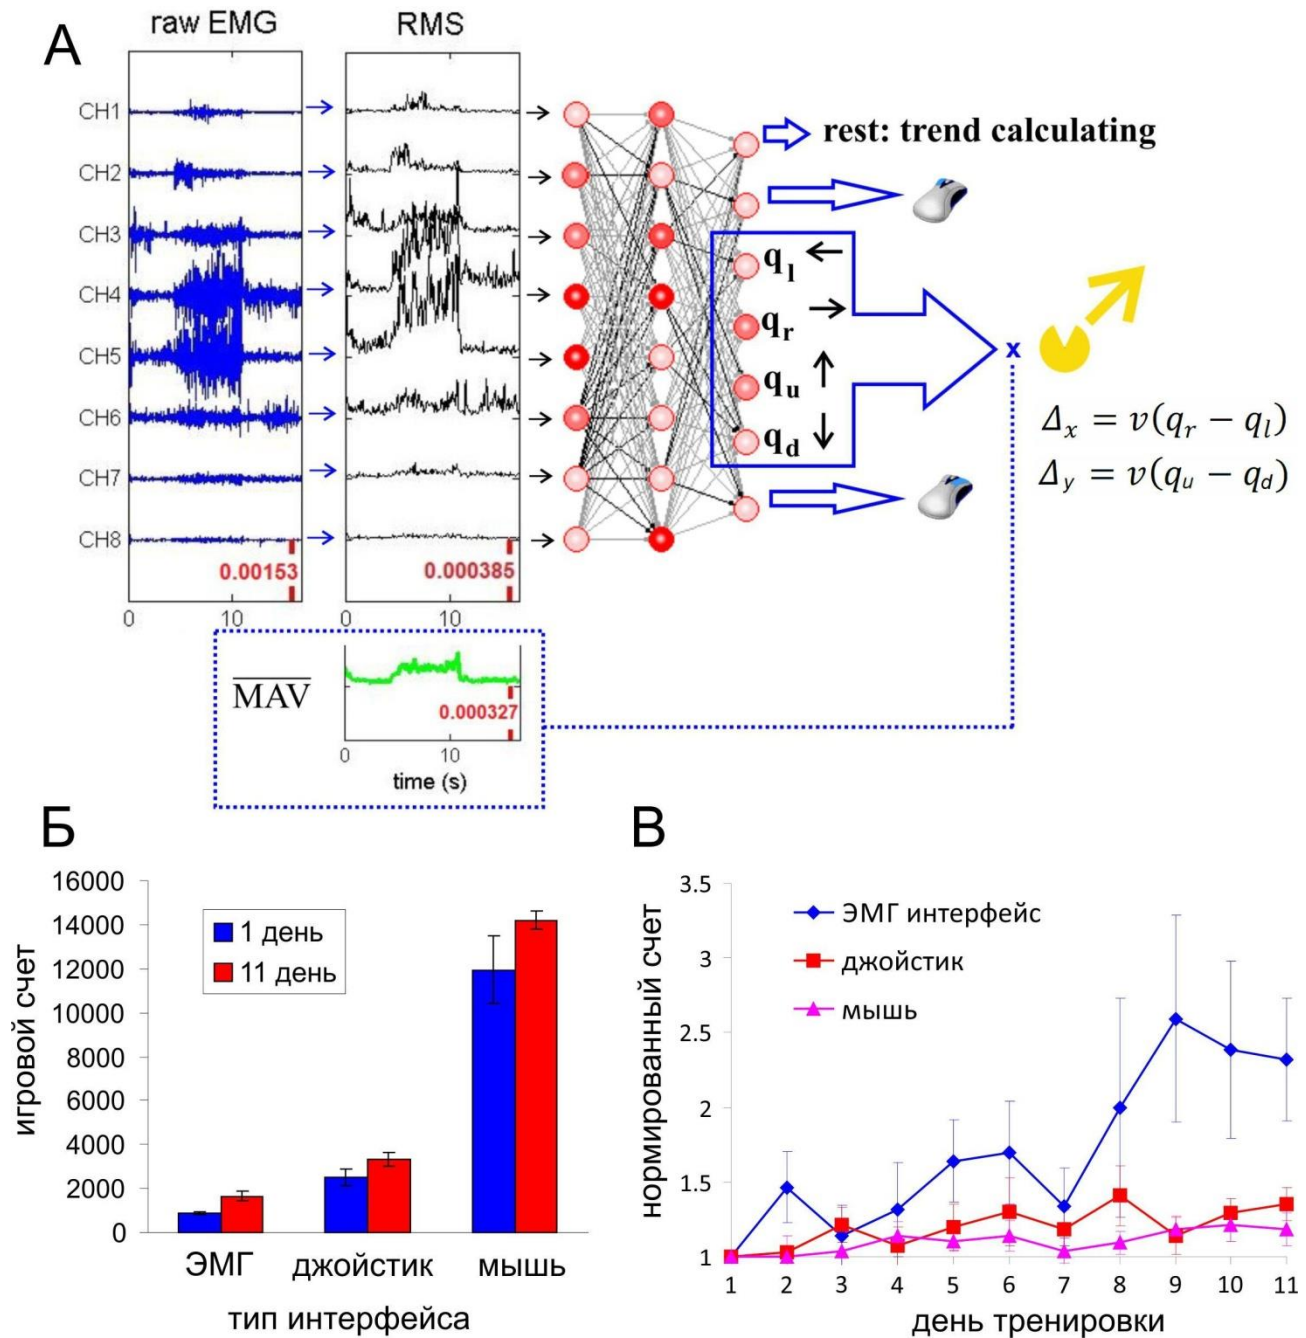 А
raw EMG
RMS
CH1
CH2
CH3
CH4
CH5
CH6
CH7
CH8
0.00153
0.000385
0 10
0 10
rest: trend calculating
q_l ←
q_r →
q_u ↑
q_d ↓
x
Δ_x = v(q_r − q_l)
Δ_y = v(q_u − q_d)
MAV
0.000327
0 10
time (s)
Б
игровой счет
16000
14000
12000
10000
8000
6000
4000
2000
0
1 день
11 день
ЭМГ джойстик мышь
тип интерфейса
В
нормированный счет
3.5
3
2.5
2
1.5
1
ЭМГ интерфейс
джойстик
мышь
1 2 3 4 5 6 7 8 9 10 11
день тренировки